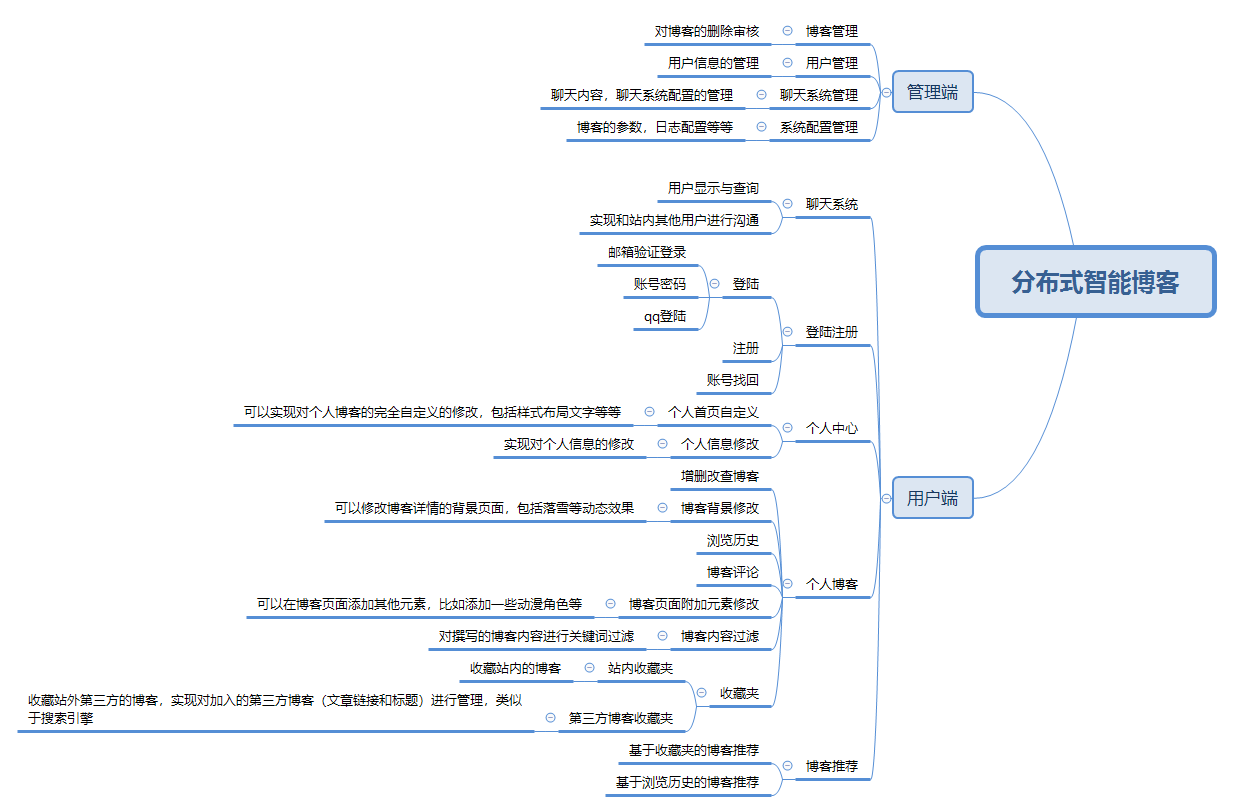 对博客的删除审核
博客管理
用户信息的管理
用户管理
聊天内容，聊天系统配置的管理
聊天系统管理
博客的参数，日志配置等等
系统配置管理
管理端
用户显示与查询
实现和站内其他用户进行沟通
聊天系统
邮箱验证登录
账号密码
qq登陆
登陆
注册
账号找回
登陆注册
分布式智能博客
可以实现对个人博客的完全自定义的修改，包括样式布局文字等等
个人首页自定义
实现对个人信息的修改
个人信息修改
个人中心
用户端
增删改查博客
可以修改博客详情的背景页面，包括落雪等动态效果
博客背景修改
浏览历史
博客评论
可以在博客页面添加其他元素，比如添加一些动漫角色等
博客页面附加元素修改
对撰写的博客内容进行关键词过滤
博客内容过滤
个人博客
收藏站内的博客
站内收藏夹
收藏站外第三方的博客，实现对加入的第三方博客（文章链接和标题）进行管理，类似
于搜索引擎
第三方博客收藏夹
收藏夹
基于收藏夹的博客推荐
基于浏览历史的博客推荐
博客推荐